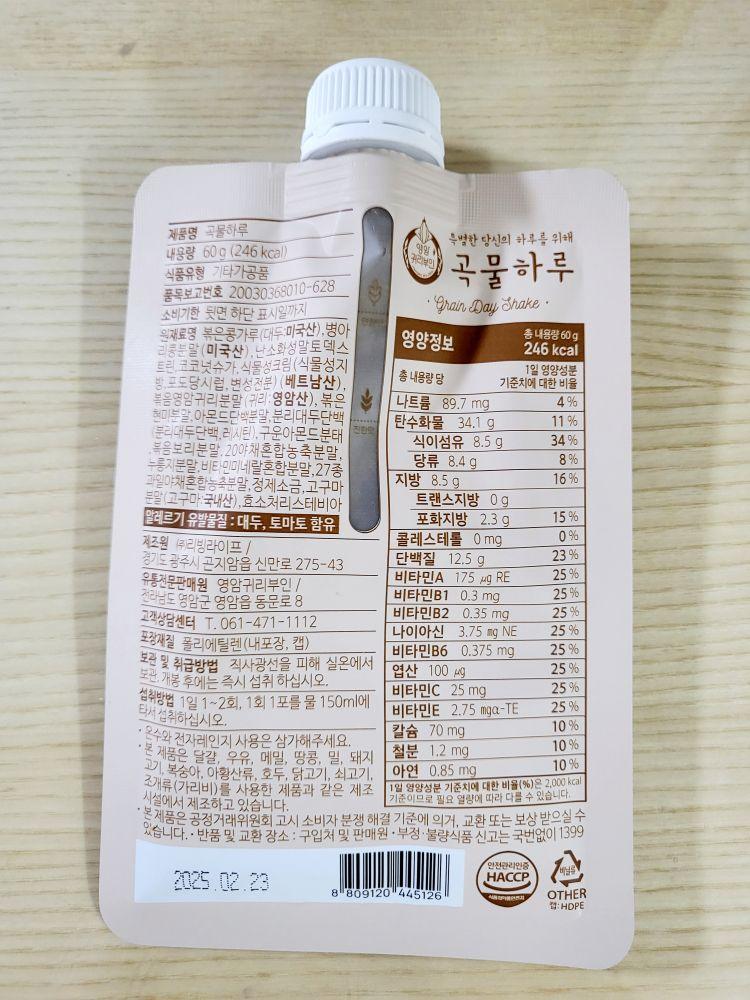 제품명 곡물하루
내용량 60g (246 kcal)
식품유형 기타가공품
품목보고번호 20030368010-628
소비기한 뒷면 하단 표시일까지
원재료명 볶은콩가루(대두:미국산), 병아
리콩분말(미국산), 난소화성말토덱스
트린, 코코넛슈가, 식물성크림(식물성지
방, 포도당시럽, 변성전분)(베트남산),
볶음영암귀리분말(귀리:영암산), 볶은
현미분말, 아몬드단백분말, 분리대두단백
(분리대두단백, 레시틴), 구운아몬드분태
, 볶음보리분말, 20야채혼합농축분말,
누룽지분말, 비타민미네랄혼합분말, 27종
과일야채혼합농축분말, 정제소금, 고구마
분말(고구마:국내산), 효소처리스테비아
알레르기 유발물질 : 대두, 토마토 함유
제조원 ㈜리빙라이프 /
경기도 광주시 곤지암읍 신만로 275-43
유통전문판매원 영암귀리부인 /
전라남도 영암군 영암읍 동문로 8
고객상담센터 T. 061-471-1112
포장재질 폴리에틸렌(내포장, 캡)
보관 및 취급방법 직사광선을 피해 실온에서
보관. 개봉 후에는 즉시 섭취 하십시오.
섭취방법 1일 1~2회, 1회 1포를 물 150ml에
타서 섭취하십시오.
· 온수와 전자레인지 사용은 삼가해주세요.
· 본 제품은 달걀, 우유, 메밀, 땅콩, 밀, 돼지
고기, 복숭아, 아황산류, 호두, 닭고기, 쇠고기,
조개류(가리비)를 사용한 제품과 같은 제조
시설에서 제조하고 있습니다.
· 본 제품은 공정거래위원회 고시 소비자 분쟁 해결 기준에 의거, 교환 또는 보상 받으실 수
있습니다. · 반품 및 교환 장소 : 구입처 및 판매원 · 부정·불량식품 신고는 국번없이 1399
진한맛
영암
귀리부인
특별한 당신의 하루를 위해
곡물하루
· Grain Day Shake ·
영양정보
총 내용량 60g
246 kcal
총 내용량 당
1일 영양성분
기준치에 대한 비율
나트륨 89.7 mg 4%
탄수화물 34.1 g 11%
식이섬유 8.5 g 34%
당류 8.4 g 8%
지방 8.5 g 16%
트랜스지방 0 g
포화지방 2.3 g 15%
콜레스테롤 0 mg 0%
단백질 12.5 g 23%
비타민A 175 ㎍ RE 25%
비타민B1 0.3 mg 25%
비타민B2 0.35 mg 25%
나이아신 3.75 ㎎ NE 25%
비타민B6 0.375 mg 25%
엽산 100 ㎍ 25%
비타민C 25 mg 25%
비타민E 2.75 mgα-TE 25%
칼슘 70 mg 10%
철분 1.2 mg 10%
아연 0.85 mg 10%
1일 영양성분 기준치에 대한 비율(%)은 2,000 kcal
기준이므로 필요 열량에 따라 다를 수 있습니다.
2025.02.23
8 809120 445126
안전관리인증
HACCP
식품의약품안전처
비닐류
OTHER
캡:HDPE